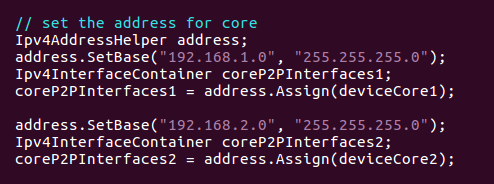 // set the address for core
Ipv4AddressHelper address;
address.SetBase("192.168.1.0", "255.255.255.0");
Ipv4InterfaceContainer coreP2PInterfaces1;
coreP2PInterfaces1 = address.Assign(deviceCore1);
address.SetBase("192.168.2.0", "255.255.255.0");
Ipv4InterfaceContainer coreP2PInterfaces2;
coreP2PInterfaces2 = address.Assign(deviceCore2);